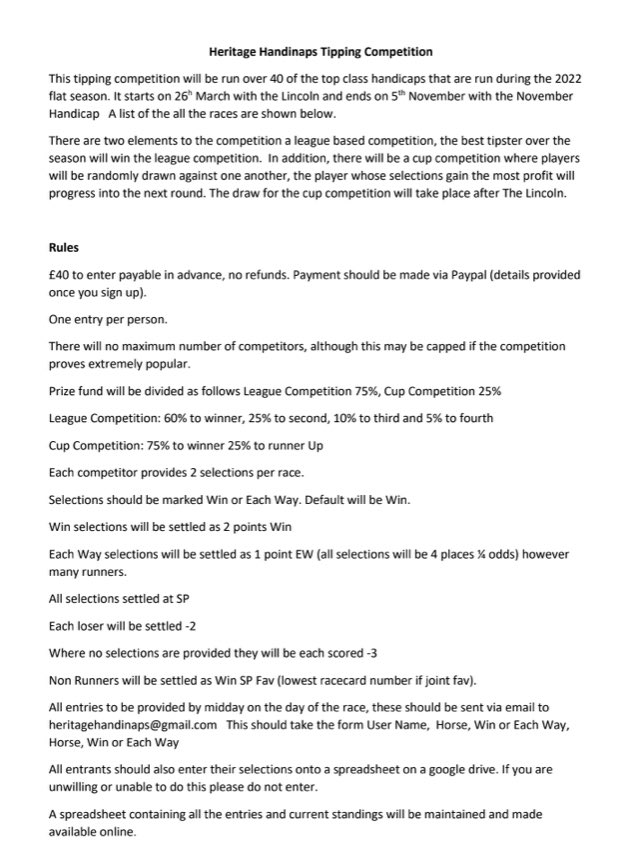 Heritage Handinaps Tipping Competition
This tipping competition will be run over 40 of the top class handicaps that are run during the 2022
flat season. It starts on 26h March with the Lincoln and ends on 5th November with the November
Handicap  A list of the all the races are shown below.
There are two elements to the competition a league based competition, the best tipster over the
season will win the league competition.  In addition, there will be a cup competition where players
will be randomly drawn against one another, the player whose selections gain the most profit will
progress into the next round. The draw for the cup competition will take place after The Lincoln.
Rules
£40 to enter payable in advance, no refunds. Payment should be made via Paypal (details provided
once you sign up).
One entry per person.
There will no maximum number of competitors, although this may be capped if the competition
proves extremely popular.
Prize fund will be divided as follows League Competition 75%, Cup Competition 25%
League Competition: 60% to winner, 25% to second, 10% to third and 5% to fourth
Cup Competition: 75% to winner 25% to runner Up
Each competitor provides 2 selections per race.
Selections should be marked Win or Each Way. Default will be Win.
Win selections will be settled as 2 points Win
Each Way selections will be settled as 1 point EW (all selections will be 4 places ¼ odds) however
many runners.
All selections settled at SP
Each loser will be settled -2
Where no selections are provided they will be each scored -3
Non Runners will be settled as Win SP Fav (lowest racecard number if joint fav).
All entries to be provided by midday on the day of the race, these should be sent via email to
heritagehandinaps@gmail.com  This should take the form User Name,  Horse, Win or Each Way,
Horse, Win or Each Way
All entrants should also enter their selections onto a spreadsheet on a google drive. If you are
unwilling or unable to do this please do not enter.
A spreadsheet containing all the entries and current standings will be maintained and made
available online.